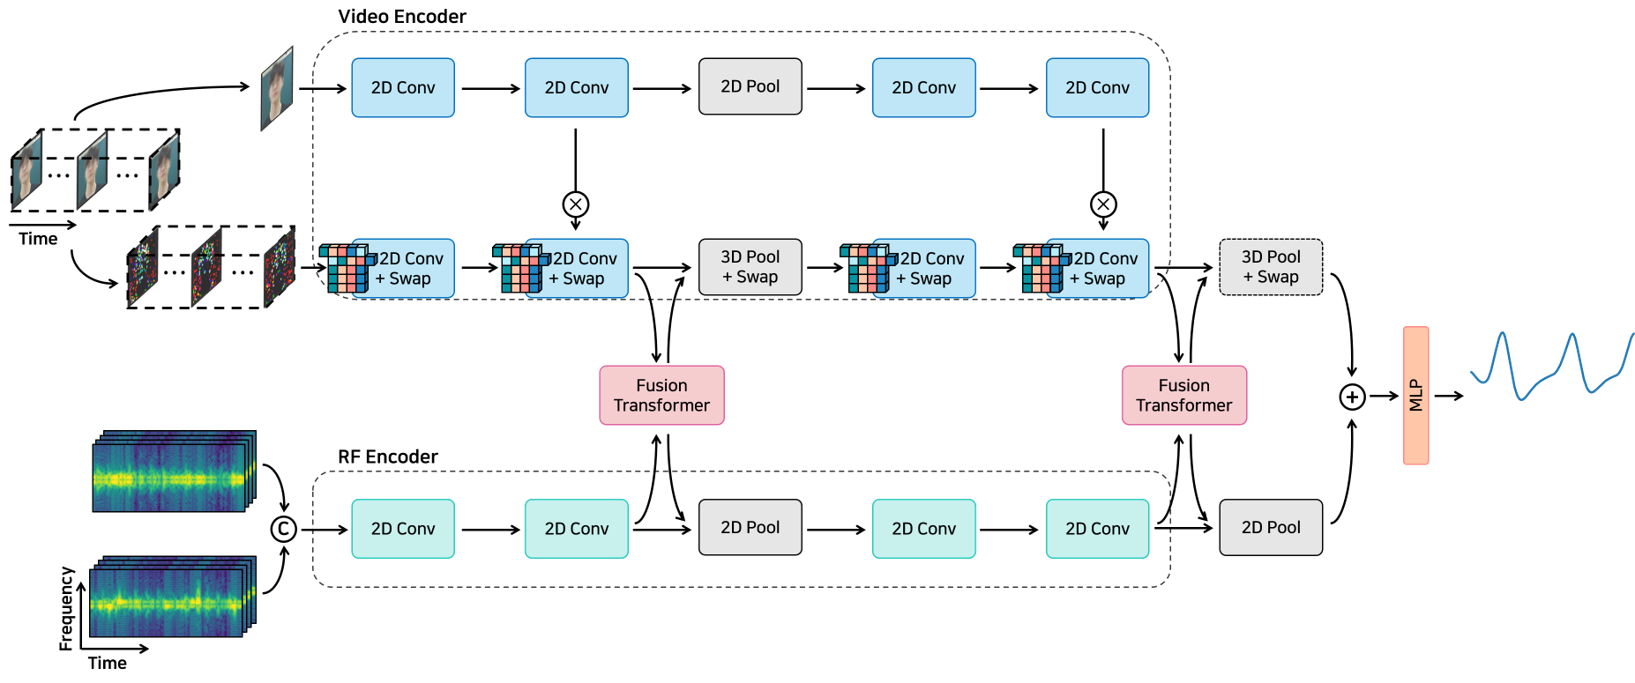 Video Encoder
2D Conv
2D Conv
2D Pool
2D Conv
2D Conv
Time
2D Conv
+ Swap
2D Conv
+ Swap
3D Pool
+ Swap
2D Conv
+ Swap
2D Conv
+ Swap
3D Pool
+ Swap
Fusion
Transformer
Fusion
Transformer
MLP
RF Encoder
C
2D Conv
2D Conv
2D Pool
2D Conv
2D Conv
2D Pool
Frequency
Time